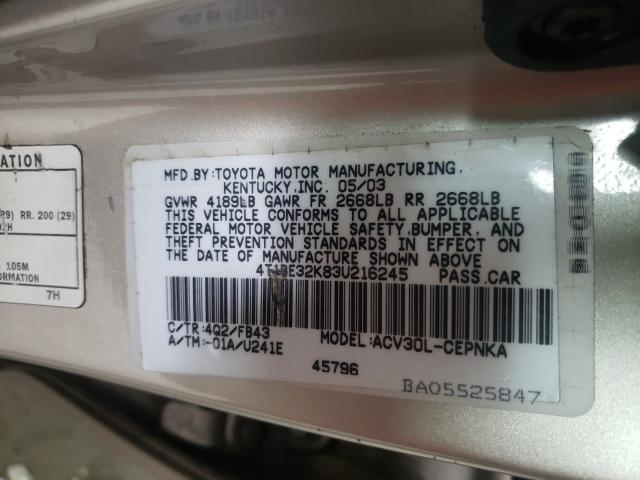 ATION
RR. 200 (29)
105M
FORMATION
7H
MFD.BY:TOYOTA MOTOR MANUFACTURING,
KENTUCKY,INC. 05/03
GVWR 4189LB GAWR FR 2668LB RR 2668LB
THIS VEHICLE CONFORMS TO ALL APPLICABLE
FEDERAL MOTOR VEHICLE SAFETY,BUMPER, AND
THEFT PREVENTION STANDARDS IN EFFECT ON
THE DATE OF MANUFACTURE SHOWN ABOVE
4T1BE32K83U216245 PASS.CAR
C/TR:4Q2/FB43 MODEL:ACV30L-CEPNKA
A/TM:-01A/U241E
45796
BA05525847